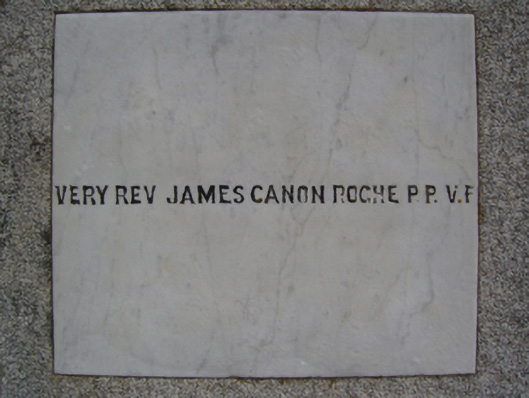 VERY REV JAMES CANON ROCHE P.P. V.F